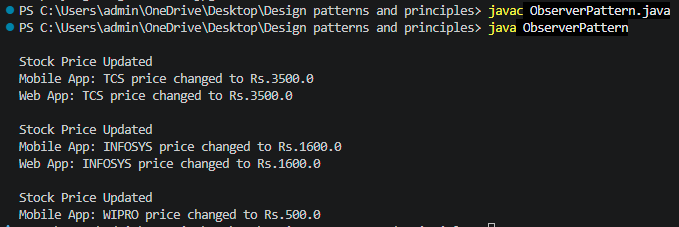 PS C:\Users\admin\OneDrive\Desktop\Design patterns and principles> javac ObserverPattern.java
PS C:\Users\admin\OneDrive\Desktop\Design patterns and principles> java ObserverPattern
Stock Price Updated
Mobile App: TCS price changed to Rs.3500.0
Web App: TCS price changed to Rs.3500.0
Stock Price Updated
Mobile App: INFOSYS price changed to Rs.1600.0
Web App: INFOSYS price changed to Rs.1600.0
Stock Price Updated
Mobile App: WIPRO price changed to Rs.500.0